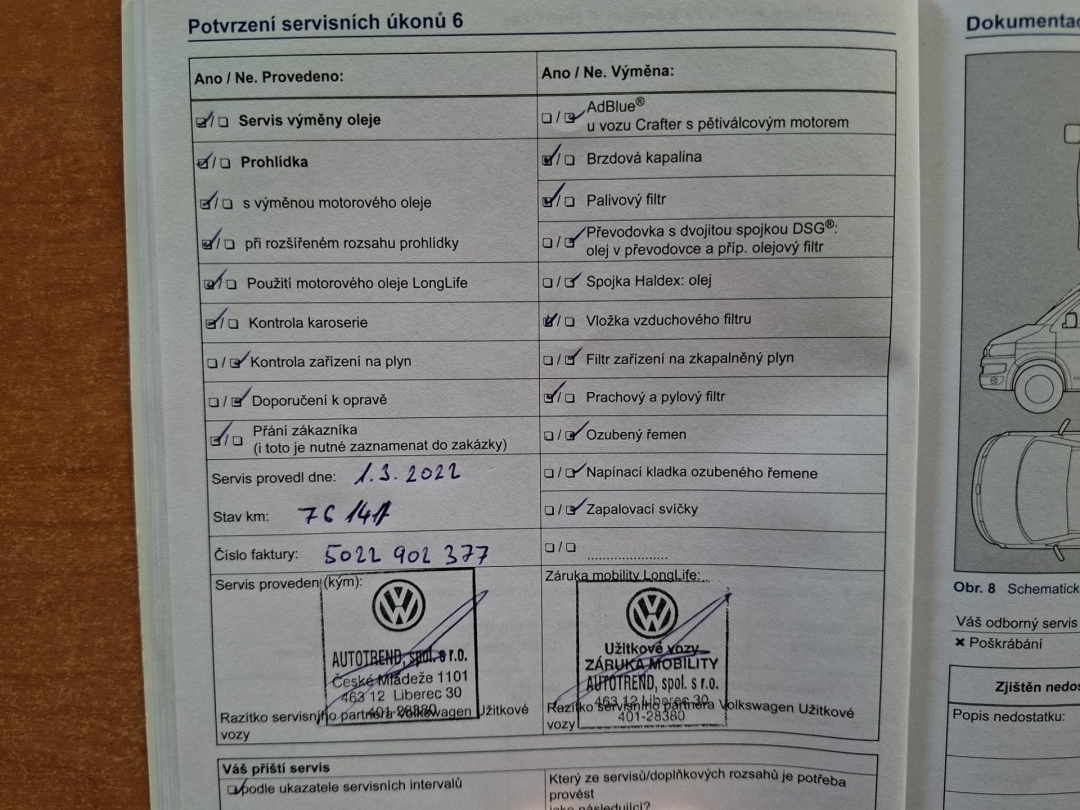 Potvrzení servisních úkonů 6
Ano / Ne. Provedeno:
Servis výměny oleje
Prohlídka
s výměnou motorového oleje
při rozšířeném rozsahu prohlídky
Použití motorového oleje LongLife
Kontrola karoserie
Kontrola zařízení na plyn
Doporučení k opravě
Přání zákazníka
(i toto je nutné zaznamenat do zakázky)
Servis provedl dne: 1.3.2022
Stav km:
Číslo faktury: 5022 902 377
Servis proveden (kým):
AUTOTREND, spol. s r.o.
České Mládeže 1101
463 12 Liberec 30
401-28380
Razítko servisního partnera Volkswagen Užitkové
vozy
Ano / Ne. Výměna:
AdBlue®
u vozu Crafter s pětiválcovým motorem
Brzdová kapalina
Palivový filtr
Převodovka s dvojitou spojkou DSG®:
olej v převodovce a příp. olejový filtr
Spojka Haldex: olej
Vložka vzduchového filtru
Filtr zařízení na zkapalněný plyn
Prachový a pylový filtr
Ozubený řemen
Napínací kladka ozubeného řemene
Zapalovací svíčky
Záruka mobility LongLife:
Užitkové vozy
ZÁRUKA MOBILITY
AUTOTREND, spol. s r.o.
463 12 Liberec 30
401-28380
Razítko servisního partnera Volkswagen Užitkové
vozy
Váš příští servis
podle ukazatele servisních intervalů
Který ze servisů/doplňkových rozsahů je potřeba
provést
jako následující?
Dokumentac
Obr. 8 Schematick
Váš odborný servis
✖ Poškrábání
Zjištěn nedos
Popis nedostatku: